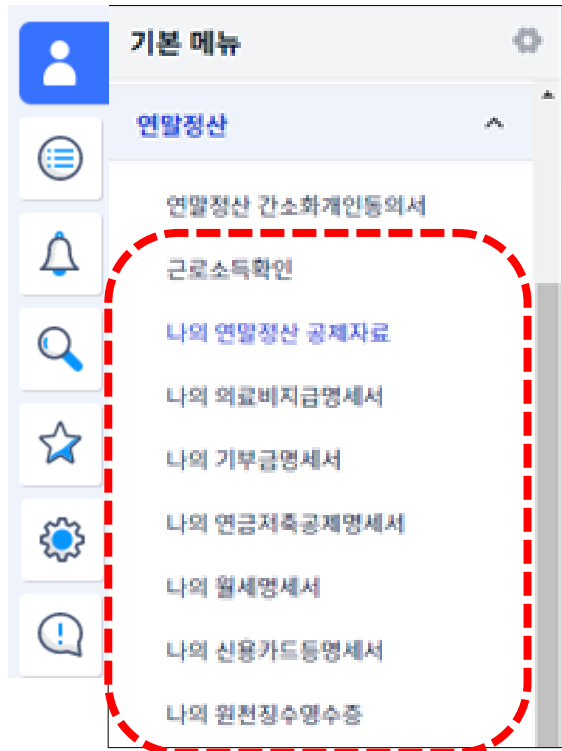 기본 메뉴
연말정산
연말정산 간소화개인동의서
근로소득확인
나의 연말정산 공제자료
나의 의료비지급명세서
나의 기부금명세서
나의 연금저축공제명세서
나의 월세명세서
나의 신용카드등명세서
나의 원천징수영수증